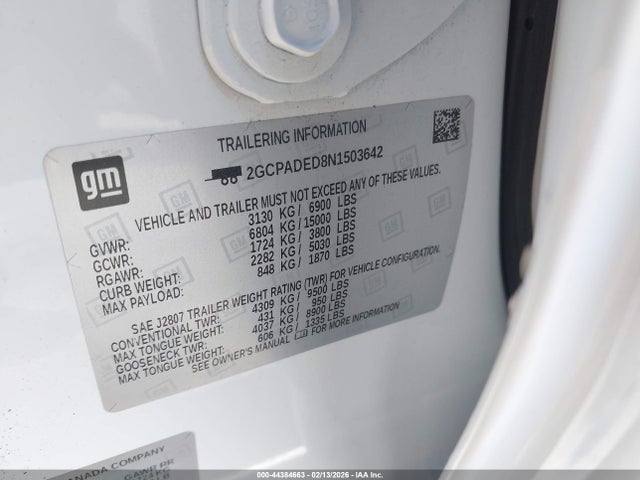 TRAILERING INFORMATION
gm
2GCPADED8N1503642
VEHICLE AND TRAILER MUST NOT EXCEED ANY OF THESE VALUES.
GVWR: 3130 KG / 6900 LBS
GCWR: 6804 KG / 15000 LBS
RGAWR: 1724 KG / 3800 LBS
CURB WEIGHT: 2282 KG / 5030 LBS
MAX PAYLOAD: 848 KG / 1870 LBS
SAE J2807 TRAILER WEIGHT RATING (TWR) FOR VEHICLE CONFIGURATION.
CONVENTIONAL TWR: 4309 KG / 9500 LBS
MAX TONGUE WEIGHT: 431 KG / 950 LBS
GOOSENECK TWR: 4037 KG / 8900 LBS
MAX TONGUE WEIGHT: 606 KG / 1335 LBS
SEE OWNER'S MANUAL FOR MORE INFORMATION
ANADA COMPANY
GAWR RR
000-44384663 - 02/13/2026 - © IAA Inc.